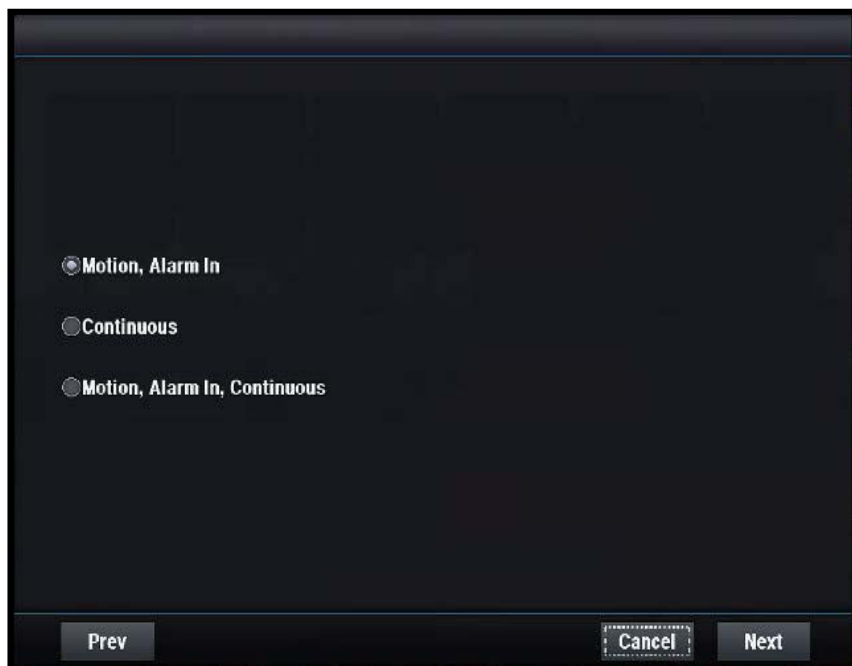 Motion, Alarm In
Continuous
Motion, Alarm In, Continuous
Prev Cancel Next